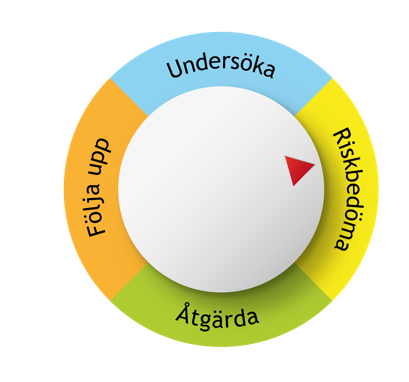 Undersöka
Riskbedöma
Åtgärda
Följa upp